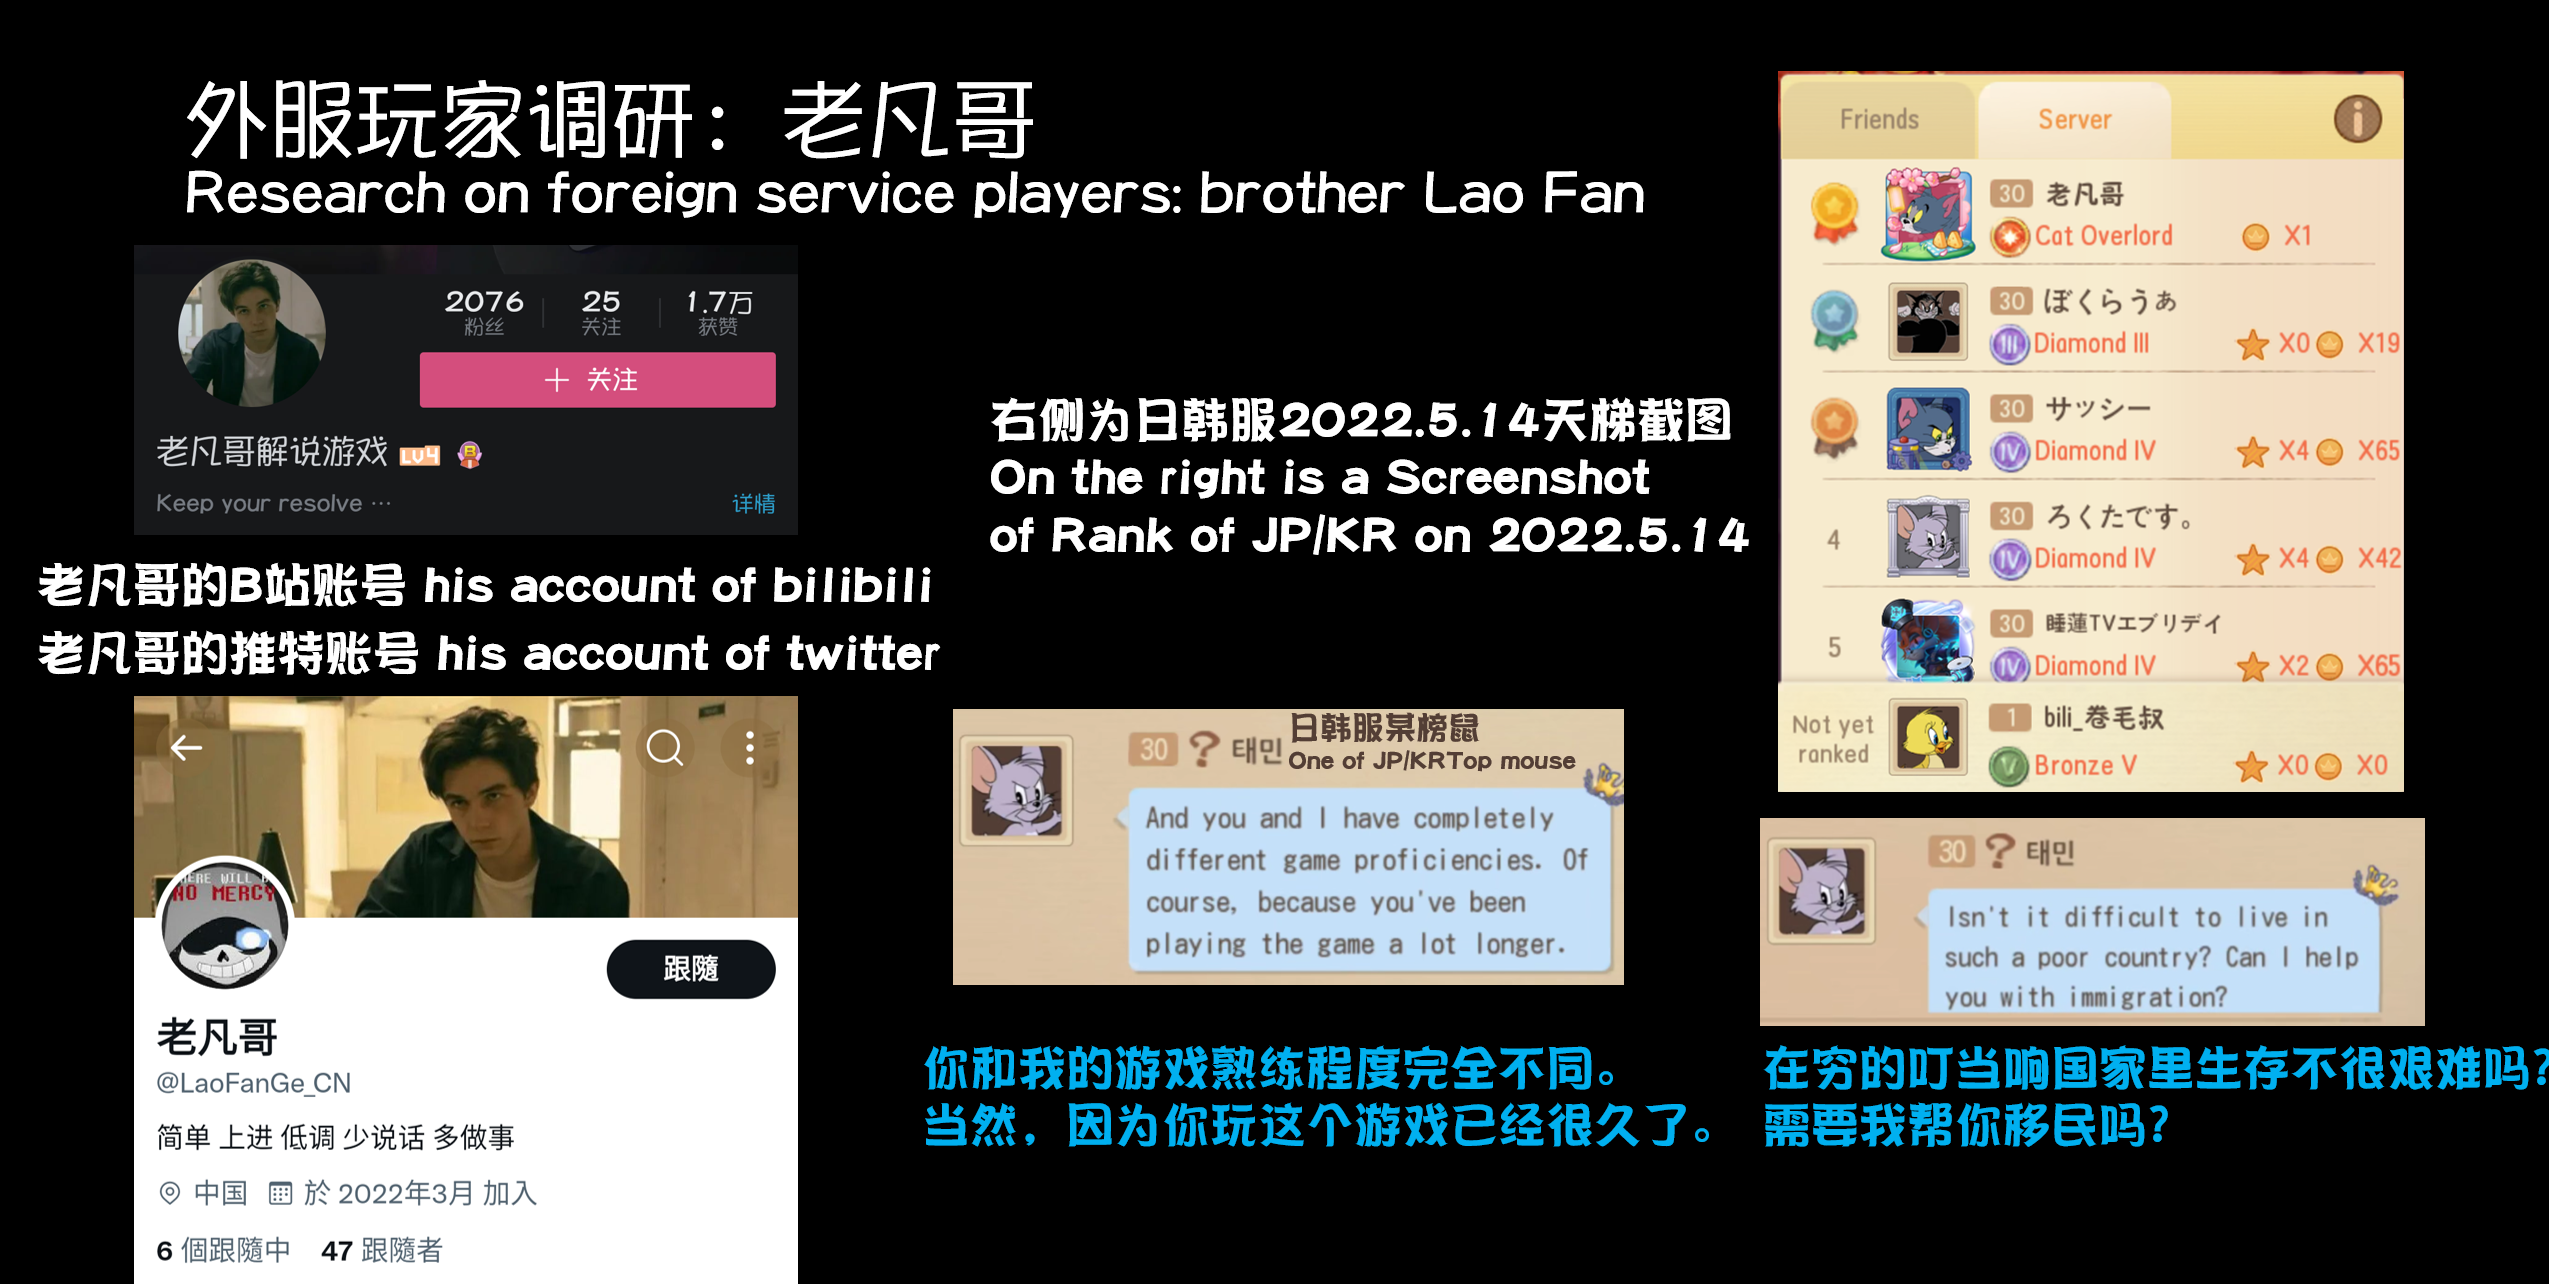 外服玩家调研：老凡哥
Research on foreign service players: brother Lao Fan
2076 25 1.7万
粉丝 关注 获赞
+ 关注
老凡哥解说游戏 LV4
Keep your resolve ···
详情
老凡哥的B站账号 his account of bilibili
老凡哥的推特账号 his account of twitter
HERE WILL B
NO MERCY
跟隨
老凡哥
@LaoFanGe_CN
简单 上进 低调 少说话 多做事
中国 於 2022年3月 加入
6 個跟隨中 47 跟隨者
右侧为日韩服2022.5.14天梯截图
On the right is a Screenshot
of Rank of JP/KR on 2022.5.14
Friends Server
30 老凡哥
Cat Overlord X1
30 ぼくらうぁ
III Diamond III X0 X19
30 サッシー
IV Diamond IV X4 X65
4
30 ろくたです。
IV Diamond IV X4 X42
5
30 睡蓮TVエブリデイ
IV Diamond IV X2 X65
Not yet
ranked
1 bili_卷毛叔
V Bronze V X0 X0
30 ? 태민
日韩服某榜鼠
One of JP/KRTop mouse
And you and I have completely
different game proficiencies. Of
course, because you've been
playing the game a lot longer.
你和我的游戏熟练程度完全不同。
当然，因为你玩这个游戏已经很久了。
30 ? 태민
Isn't it difficult to live in
such a poor country? Can I help
you with immigration?
在穷的叮当响国家里生存不很艰难吗?
需要我帮你移民吗?